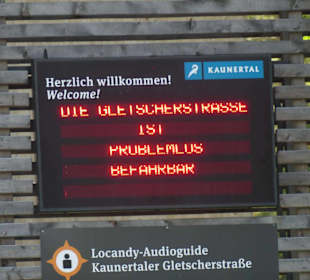 Herzlich willkommen!
Welcome!
KAUNERTAL
DIE GLETSCHERSTRASSE
IST
PROBLEMLOS
BEFAHRBAR
Locandy-Audioguide
Kaunertaler Gletscherstraße